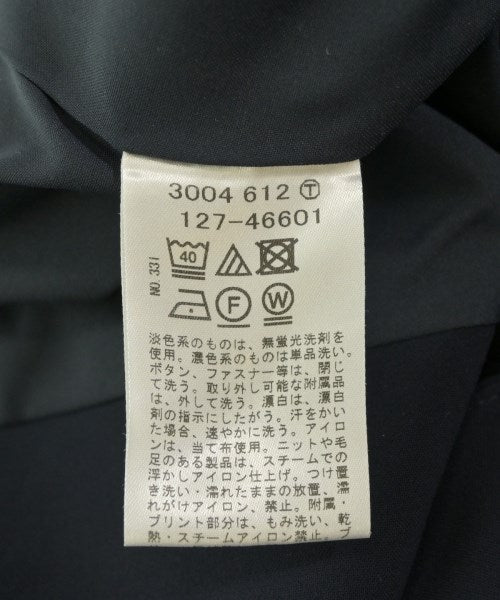 3004 612 Ⓣ
127-46601
NO.331
40
F W
淡色系のものは、無蛍光洗剤を
使用。濃色系のものは単品洗い。
ボタン、ファスナー等は、閉じ
て洗う。取り外し可能な附属品
は、外して洗う。漂白は、漂白
剤の指示にしたがう。汗をかい
た場合、速やかに洗う。アイロ
ンは、当て布使用。ニットや毛
足のある製品は、スチームでの
浮かしアイロン仕上げ。つけ置
き洗い・濡れたままの放置、濡
れがけアイロン、禁止。附属・
プリント部分は、もみ洗い、乾
熱・スチームアイロン禁止。